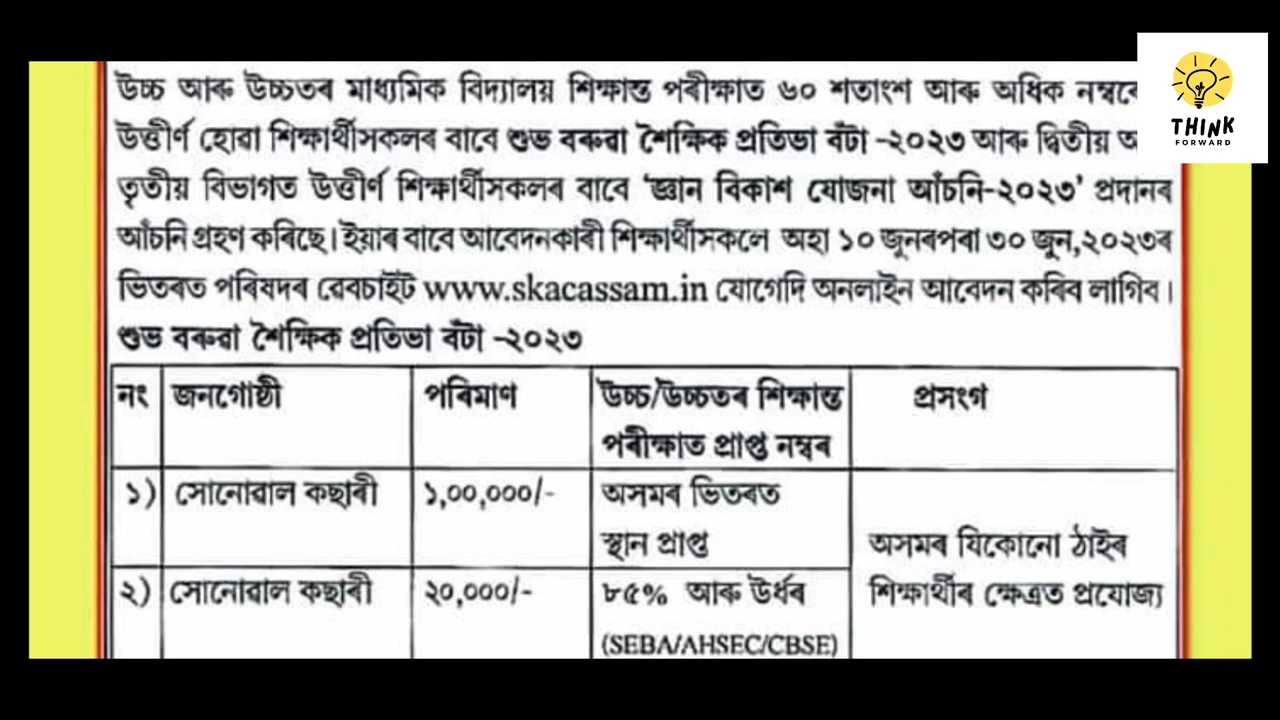 উচ্চ আৰু উচ্চতৰ মাধ্যমিক বিদ্যালয় শিক্ষান্ত পৰীক্ষাত ৬০ শতাংশ আৰু অধিক
উত্তীৰ্ণ হোৱা শিক্ষাৰ্থীসকলৰ বাবে শুভ বৰুৱা শৈক্ষিক প্ৰতিভা বঁটা -২০২৩ আৰু দ্বিতীয়
তৃতীয় বিভাগত উত্তীৰ্ণ শিক্ষাৰ্থীসকলৰ বাবে ‘জ্ঞান বিকাশ যোজনা আঁচনি-২০২৩’ প্ৰদানৰ
আঁচনি গ্ৰহণ কৰিছে। ইয়াৰ বাবে আবেদনকাৰী শিক্ষাৰ্থীসকলে অহা ১০ জুনৰপৰা ৩০ জুন,২০২৩ৰ
ভিতৰত পৰিষদৰ ৱেবচাইট www.skacassam.in যোগেদি অনলাইন আবেদন কৰিব লাগিব।
শুভ বৰুৱা শৈক্ষিক প্ৰতিভা বঁটা -২০২৩
নং জনগোষ্ঠী পৰিমাণ উচ্চ/উচ্চতৰ শিক্ষান্ত প্ৰসংগ
পৰীক্ষাত প্ৰাপ্ত নম্বৰ
১) সোনোৱাল কছাৰী ১,০০,০০০/- অসমৰ ভিতৰত
স্থান প্ৰাপ্ত অসমৰ যিকোনো ঠাইৰ
২) সোনোৱাল কছাৰী ২০,০০০/- ৮৫% আৰু উৰ্ধৰ শিক্ষাৰ্থীৰ ক্ষেত্ৰত প্ৰযোজ্য
(SEBA/AHSEC/CBSE)
THINK
FORWARD